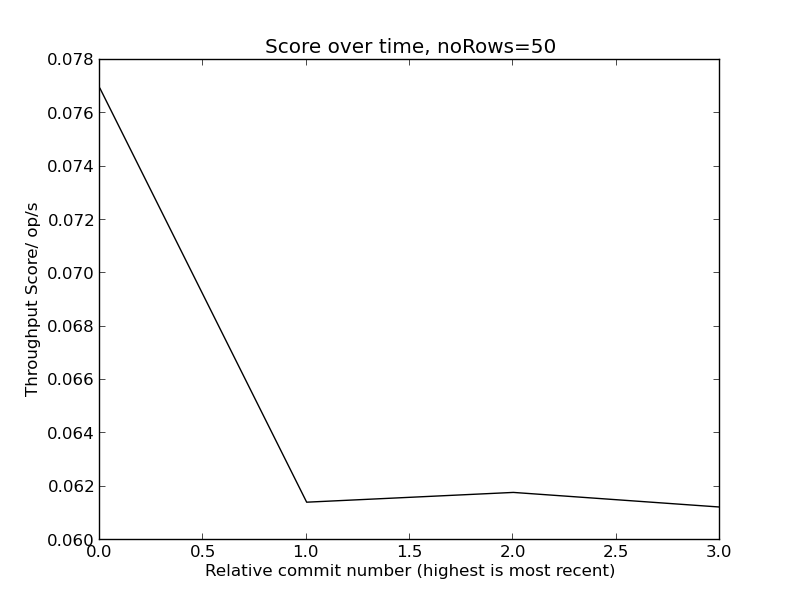 Score over time, noRows=50
0.078
0.076
0.074
0.072
0.070
0.068
0.066
0.064
0.062
0.060
Throughput Score/ op/s
0.0 0.5 1.0 1.5 2.0 2.5 3.0
Relative commit number (highest is most recent)